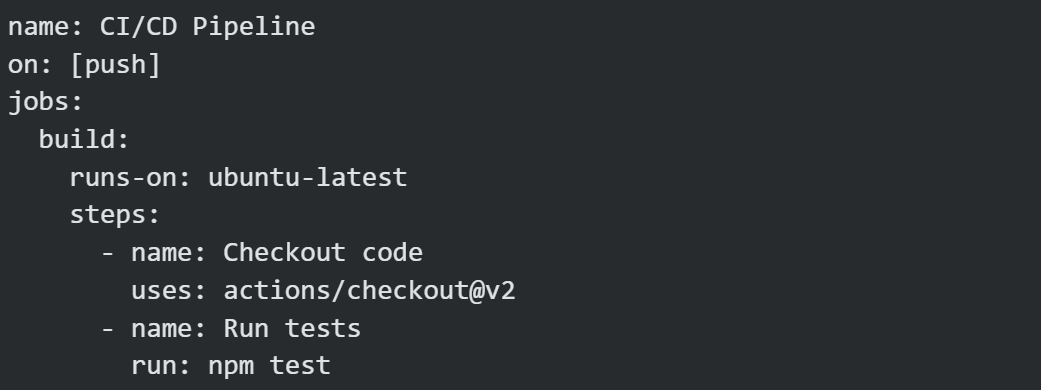 name: CI/CD Pipeline
on: [push]
jobs:
  build:
    runs-on: ubuntu-latest
    steps:
      - name: Checkout code
        uses: actions/checkout@v2
      - name: Run tests
        run: npm test